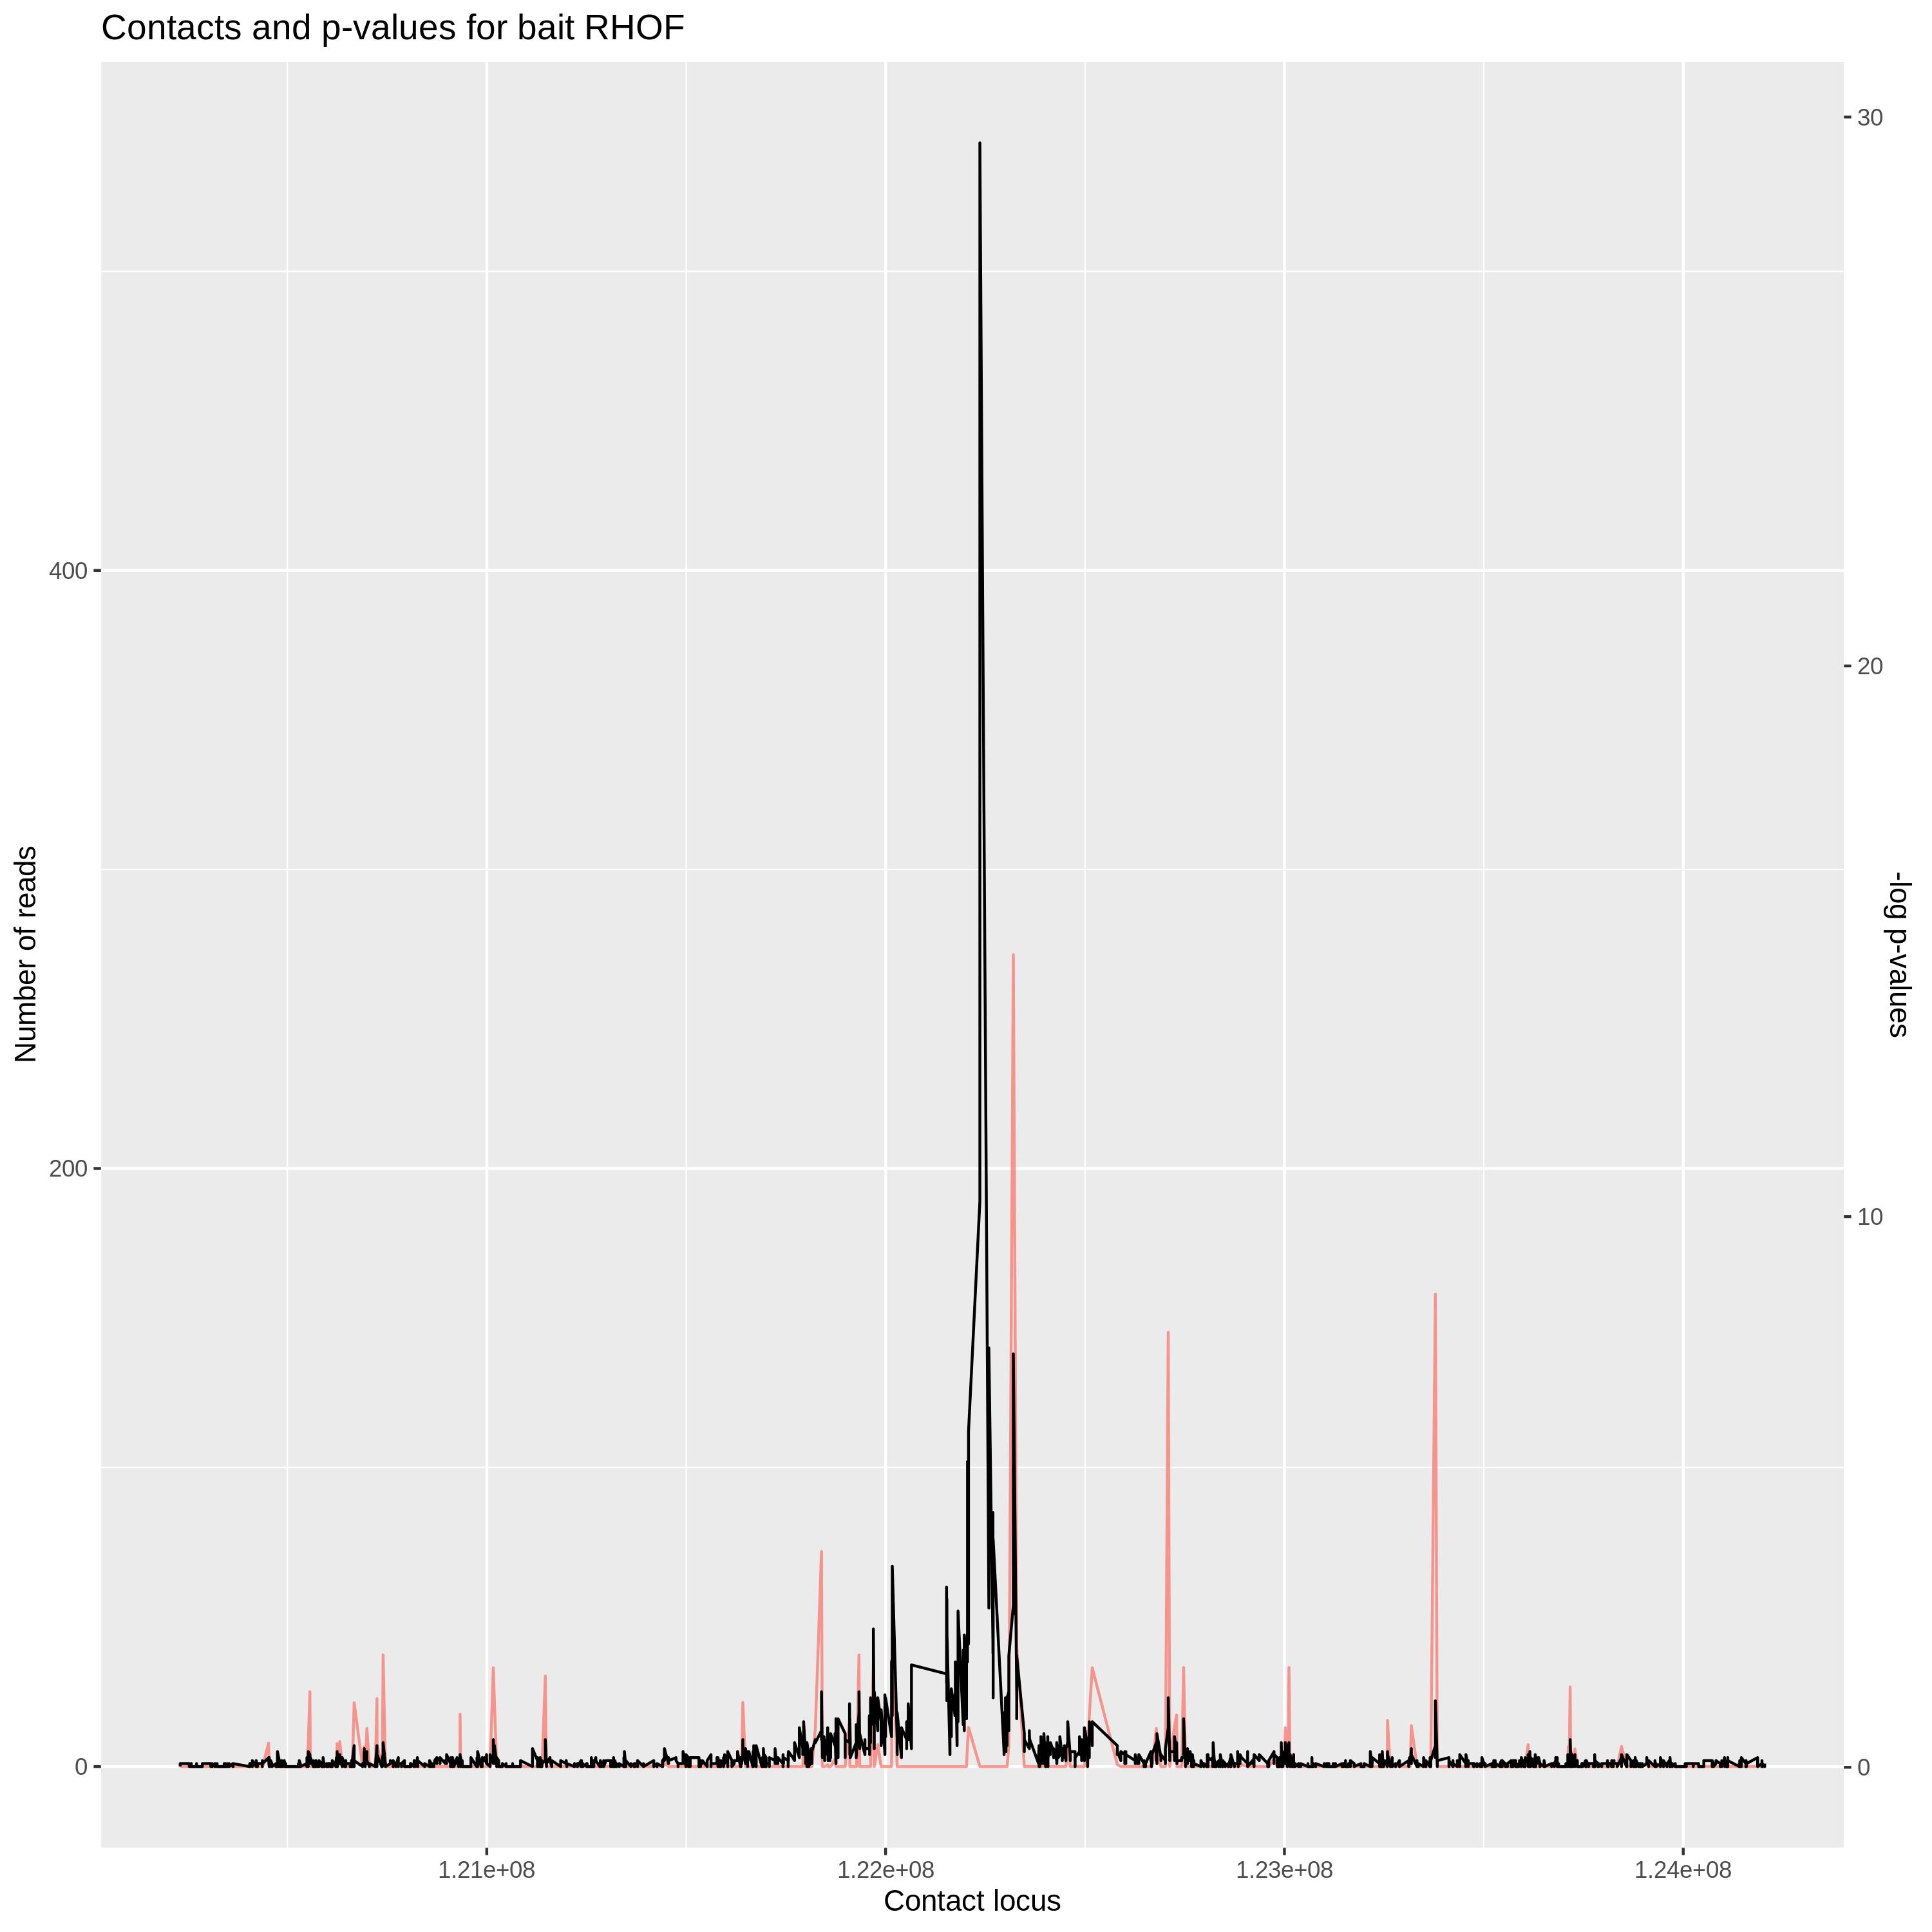 Contacts and p-values for bait RHOF
Number of reads
400
200
0
30
20
10
0
-log p-values
1.21e+08
1.22e+08
1.23e+08
1.24e+08
Contact locus